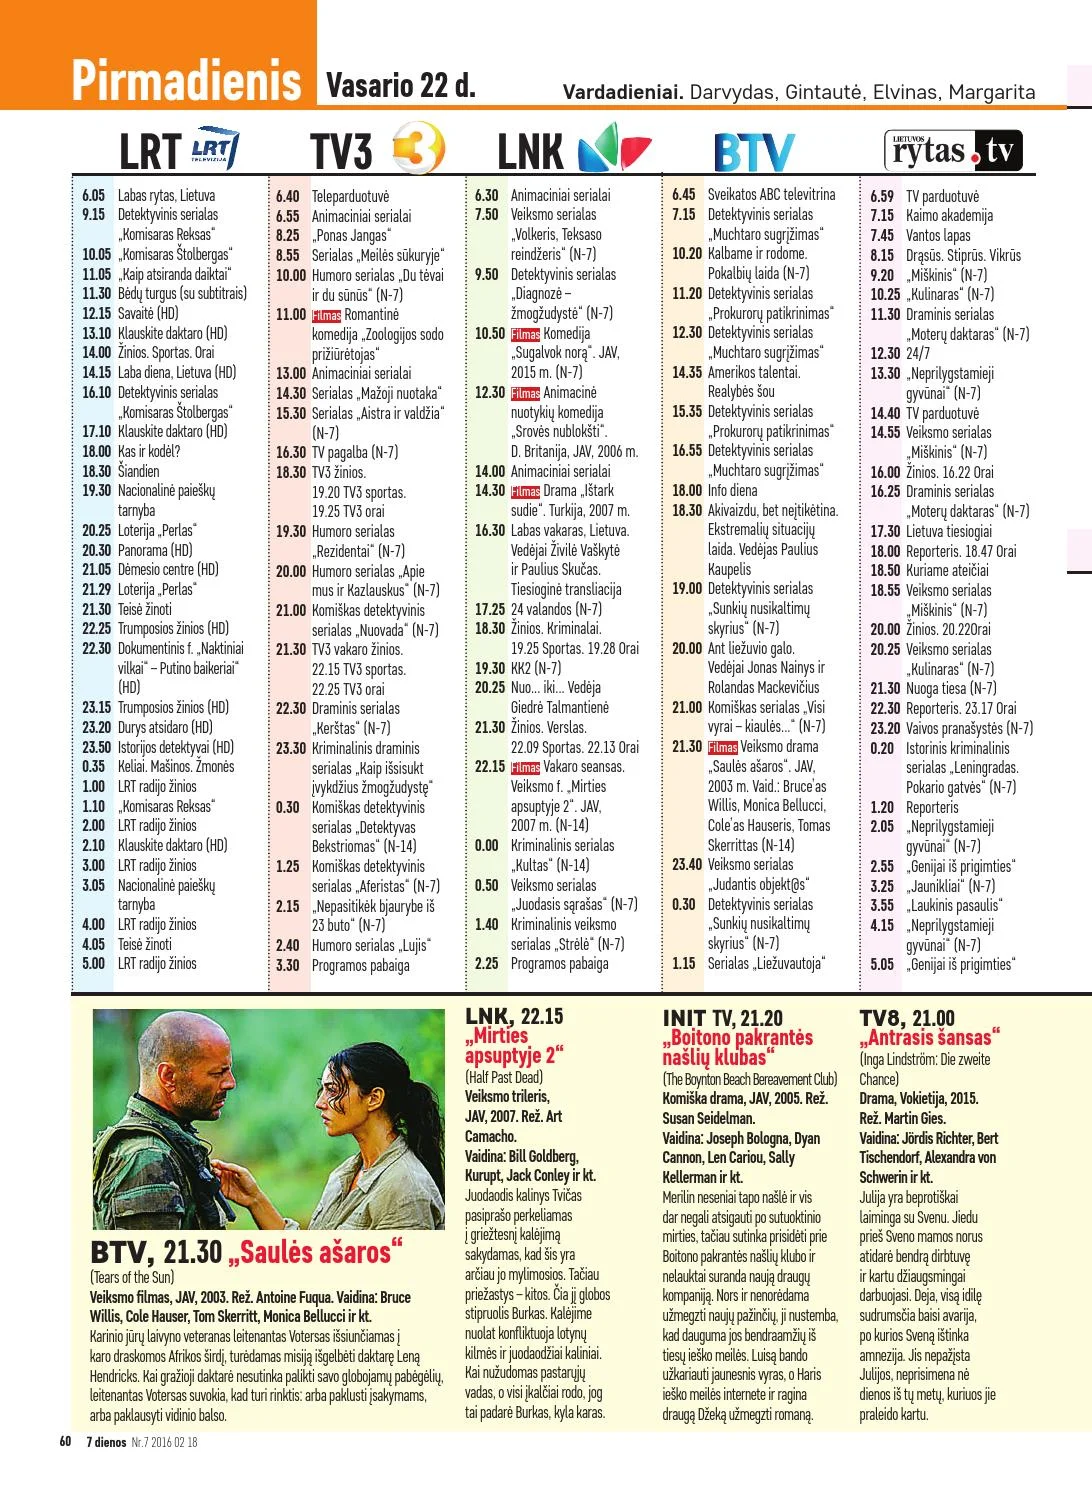 Pirmadienis
Vasario 22 d.
Vardadieniai. Darvydas, Gintautė, Elvinas, Margarita
LRT LRT TELEVIZIJA
6.05 Labas rytas, Lietuva
9.15 Detektyvinis serialas
„Komisaras Reksas“
10.05 „Komisaras Štolbergas“
11.05 „Kaip atsiranda daiktai“
11.30 Bėdų turgus (su subtitrais)
12.15 Savaitė (HD)
13.10 Klauskite daktaro (HD)
14.00 Žinios. Sportas. Orai
14.15 Laba diena, Lietuva (HD)
16.10 Detektyvinis serialas
„Komisaras Štolbergas“
17.10 Klauskite daktaro (HD)
18.00 Kas ir kodėl?
18.30 Šiandien
19.30 Nacionalinė paieškų
tarnyba
20.25 Loterija „Perlas“
20.30 Panorama (HD)
21.05 Dėmesio centre (HD)
21.29 Loterija „Perlas“
21.30 Teisė žinoti
22.25 Trumposios žinios (HD)
22.30 Dokumentinis f. „Naktiniai
vilkai“ – Putino baikeriai“
(HD)
23.15 Trumposios žinios (HD)
23.20 Durys atsidaro (HD)
23.50 Istorijos detektyvai (HD)
0.35 Keliai. Mašinos. Žmonės
1.00 LRT radijo žinios
1.10 „Komisaras Reksas“
2.00 LRT radijo žinios
2.10 Klauskite daktaro (HD)
3.00 LRT radijo žinios
3.05 Nacionalinė paieškų
tarnyba
4.00 LRT radijo žinios
4.05 Teisė žinoti
5.00 LRT radijo žinios
TV3 3
6.40 Teleparduotuvė
6.55 Animaciniai serialai
8.25 „Ponas Jangas“
8.55 Serialas „Meilės sūkuryje“
10.00 Humoro serialas „Du tėvai
ir du sūnūs“ (N-7)
11.00 Filmas Romantinė
komedija „Zoologijos sodo
prižiūrėtojas“
13.00 Animaciniai serialai
14.30 Serialas „Mažoji nuotaka“
15.30 Serialas „Aistra ir valdžia“
(N-7)
16.30 TV pagalba (N-7)
18.30 TV3 žinios.
19.20 TV3 sportas.
19.25 TV3 orai
19.30 Humoro serialas
„Rezidentai“ (N-7)
20.00 Humoro serialas „Apie
mus ir Kazlauskus“ (N-7)
21.00 Komiškas detektyvinis
serialas „Nuovada“ (N-7)
21.30 TV3 vakaro žinios.
22.15 TV3 sportas.
22.25 TV3 orai
22.30 Draminis serialas
„Kerštas“ (N-7)
23.30 Kriminalinis draminis
serialas „Kaip išsisukt
įvykdžius žmogžudystę“
0.30 Komiškas detektyvinis
serialas „Detektyvas
Bekstriomas“ (N-14)
1.25 Komiškas detektyvinis
serialas „Aferistas“ (N-7)
2.15 „Nepasitikėk bjaurybe iš
23 buto“ (N-7)
2.40 Humoro serialas „Lujis“
3.30 Programos pabaiga
LNK
6.30 Animaciniai serialai
7.50 Veiksmo serialas
„Volkeris, Teksaso
reindžeris“ (N-7)
9.50 Detektyvinis serialas
„Diagnozė –
žmogžudystė“ (N-7)
10.50 Filmas Komedija
„Sugalvok norą“. JAV,
2015 m. (N-7)
12.30 Filmas Animacinė
nuotykių komedija
„Srovės nublokšti“.
D. Britanija, JAV, 2006 m.
14.00 Animaciniai serialai
14.30 Filmas Drama „Ištark
sudie“. Turkija, 2007 m.
16.30 Labas vakaras, Lietuva.
Vedėjai Živilė Vaškytė
ir Paulius Skučas.
Tiesioginė transliacija
17.25 24 valandos (N-7)
18.30 Žinios. Kriminalai.
19.25 Sportas. 19.28 Orai
19.30 KK2 (N-7)
20.25 Nuo... iki... Vedėja
Giedrė Talmantienė
21.30 Žinios. Verslas.
22.09 Sportas. 22.13 Orai
22.15 Filmas Vakaro seansas.
Veiksmo f. „Mirties
apsuptyje 2“. JAV,
2007 m. (N-14)
0.00 Kriminalinis serialas
„Kultas“ (N-14)
0.50 Veiksmo serialas
„Juodasis sąrašas“ (N-7)
1.40 Kriminalinis veiksmo
serialas „Strėlė“ (N-7)
2.25 Programos pabaiga
BTV
6.45 Sveikatos ABC televitrina
7.15 Detektyvinis serialas
„Muchtaro sugrįžimas“
10.20 Kalbame ir rodome.
Pokalbių laida (N-7)
11.20 Detektyvinis serialas
„Prokurorų patikrinimas“
12.30 Detektyvinis serialas
„Muchtaro sugrįžimas“
14.35 Amerikos talentai.
Realybės šou
15.35 Detektyvinis serialas
„Prokurorų patikrinimas“
16.55 Detektyvinis serialas
„Muchtaro sugrįžimas“
18.00 Info diena
18.30 Akivaizdu, bet neįtikėtina.
Ekstremalių situacijų
laida. Vedėjas Paulius
Kaupelis
19.00 Detektyvinis serialas
„Sunkių nusikaltimų
skyrius“ (N-7)
20.00 Ant liežuvio galo.
Vedėjai Jonas Nainys ir
Rolandas Mackevičius
21.00 Komiškas serialas „Visi
vyrai – kiaulės...“ (N-7)
21.30 Filmas Veiksmo drama
„Saulės ašaros“. JAV,
2003 m. Vaid.: Bruce’as
Willis, Monica Bellucci,
Cole’as Hauseris, Tomas
Skerrittas (N-14)
23.40 Veiksmo serialas
„Judantis objekt@s“
0.30 Detektyvinis serialas
„Sunkių nusikaltimų
skyrius“ (N-7)
1.15 Serialas „Liežuvautoja“
LIETUVOS
rytas.tv
6.59 TV parduotuvė
7.15 Kaimo akademija
7.45 Vantos lapas
8.15 Drąsūs. Stiprūs. Vikrūs
9.20 „Miškinis“ (N-7)
10.25 „Kulinaras“ (N-7)
11.30 Draminis serialas
„Moterų daktaras“ (N-7)
12.30 24/7
13.30 „Neprilygstamieji
gyvūnai“ (N-7)
14.40 TV parduotuvė
14.55 Veiksmo serialas
„Miškinis“ (N-7)
16.00 Žinios. 16.22 Orai
16.25 Draminis serialas
„Moterų daktaras“ (N-7)
17.30 Lietuva tiesiogiai
18.00 Reporteris. 18.47 Orai
18.50 Kuriame ateičiai
18.55 Veiksmo serialas
„Miškinis“ (N-7)
20.00 Žinios. 20.22Orai
20.25 Veiksmo serialas
„Kulinaras“ (N-7)
21.30 Nuoga tiesa (N-7)
22.30 Reporteris. 23.17 Orai
23.20 Vaivos pranašystės (N-7)
0.20 Istorinis kriminalinis
serialas „Leningradas.
Pokario gatvės“ (N-7)
1.20 Reporteris
2.05 „Neprilygstamieji
gyvūnai“ (N-7)
2.55 „Genijai iš prigimties“
3.25 „Jaunikliai“ (N-7)
3.55 „Laukinis pasaulis“
4.15 „Neprilygstamieji
gyvūnai“ (N-7)
5.05 „Genijai iš prigimties“
BTV, 21.30 „Saulės ašaros“
(Tears of the Sun)
Veiksmo filmas, JAV, 2003. Rež. Antoine Fuqua. Vaidina: Bruce
Willis, Cole Hauser, Tom Skerritt, Monica Bellucci ir kt.
Karinio jūrų laivyno veteranas leitenantas Votersas išsiunčiamas į
karo draskomos Afrikos širdį, turėdamas misiją išgelbėti daktarę Leną
Hendricks. Kai gražioji daktarė nesutinka palikti savo globojamų pabėgėlių,
leitenantas Votersas suvokia, kad turi rinktis: arba paklusti įsakymams,
arba paklausyti vidinio balso.
LNK, 22.15
„Mirties
apsuptyje 2“
(Half Past Dead)
Veiksmo trileris,
JAV, 2007. Rež. Art
Camacho.
Vaidina: Bill Goldberg,
Kurupt, Jack Conley ir kt.
Juodaodis kalinys Tvičas
pasiprašo perkeliamas
į griežtesnį kalėjimą
sakydamas, kad šis yra
arčiau jo mylimosios. Tačiau
priežastys – kitos. Čia jį globos
stipruolis Burkas. Kalėjime
nuolat konfliktuoja lotynų
kilmės ir juodaodžiai kaliniai.
Kai nužudomas pastarųjų
vadas, o visi įkalčiai rodo, jog
tai padarė Burkas, kyla karas.
INIT TV, 21.20
„Boitono pakrantės
našlių klubas“
(The Boynton Beach Bereavement Club)
Komiška drama, JAV, 2005. Rež.
Susan Seidelman.
Vaidina: Joseph Bologna, Dyan
Cannon, Len Cariou, Sally
Kellerman ir kt.
Merilin neseniai tapo našlė ir vis
dar negali atsigauti po sutuoktinio
mirties, tačiau sutinka prisidėti prie
Boitono pakrantės našlių klubo ir
nelauktai suranda naują draugų
kompaniją. Nors ir nenorėdama
užmegzti naujų pažinčių, ji nustemba,
kad dauguma jos bendraamžių iš
tiesų ieško meilės. Luisą bando
užkariauti jaunesnis vyras, o Haris
ieško meilės internete ir ragina
draugą Džeką užmegzti romaną.
TV8, 21.00
„Antrasis šansas“
(Inga Lindström: Die zweite
Chance)
Drama, Vokietija, 2015.
Rež. Martin Gies.
Vaidina: Jördis Richter, Bert
Tischendorf, Alexandra von
Schwerin ir kt.
Julija yra beprotiškai
laiminga su Svenu. Jiedu
prieš Sveno mamos norus
atidarė bendrą dirbtuvę
ir kartu džiaugsmingai
darbuojasi. Deja, visą idilę
sudrumsčia baisi avarija,
po kurios Sveną ištinka
amnezija. Jis nepažįsta
Julijos, neprisimena nė
dienos iš tų metų, kuriuos jie
praleido kartu.
60 7 dienos Nr.7 2016 02 18